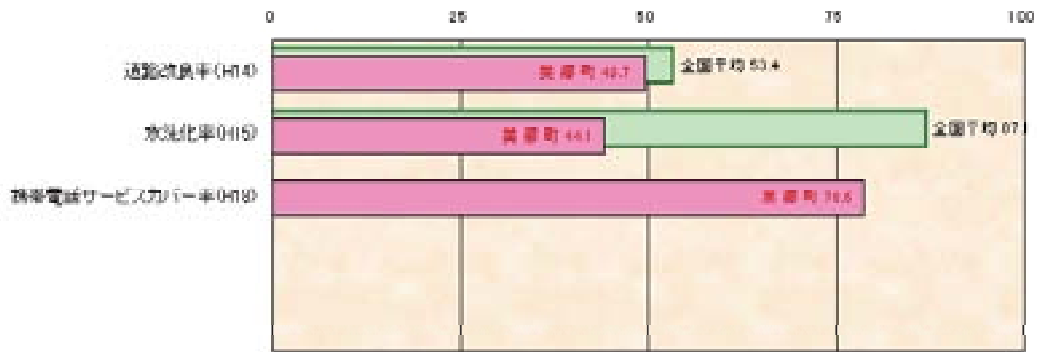 0 25 50 75 100
道路改良率(H14)
美郷町 49.7
全国平均 53.4
水洗化率(H15)
美郷町 44.1
全国平均 87.
携帯電話サービスカバー率(H18)
美郷町 78.6